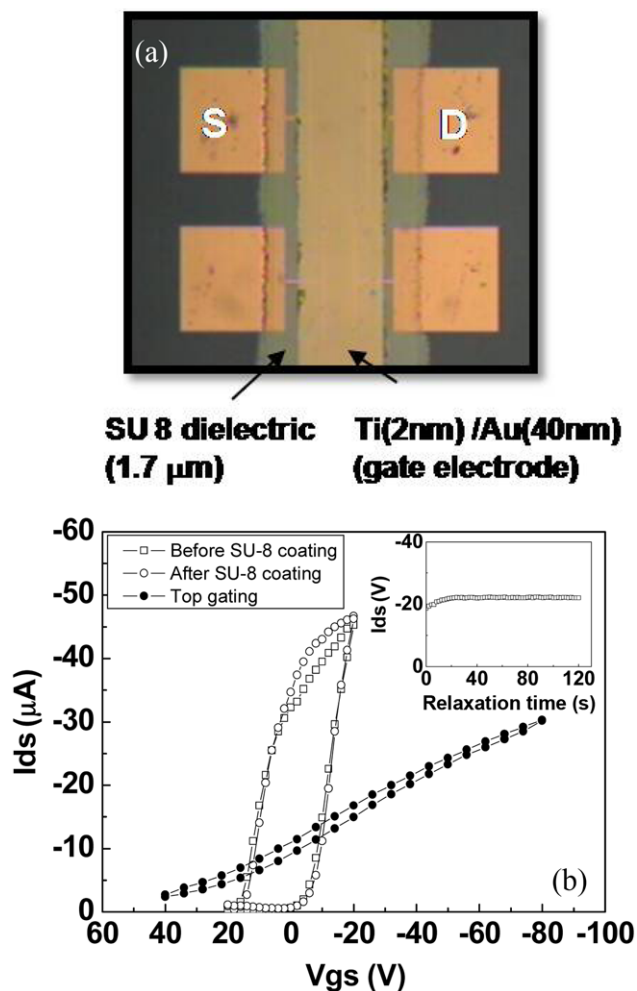 (a)
S D
SU 8 dielectric
(1.7 μm)
Ti(2nm) /Au(40nm)
(gate electrode)
-60
-50
-40
-30
-20
-10
0
Ids (μA)
Before SU-8 coating
After SU-8 coating
Top gating
-40
-20
0
Ids (V)
0 40 80 120
Relaxation time (s)
(b)
60 40 20 0 -20 -40 -60 -80 -100
Vgs (V)